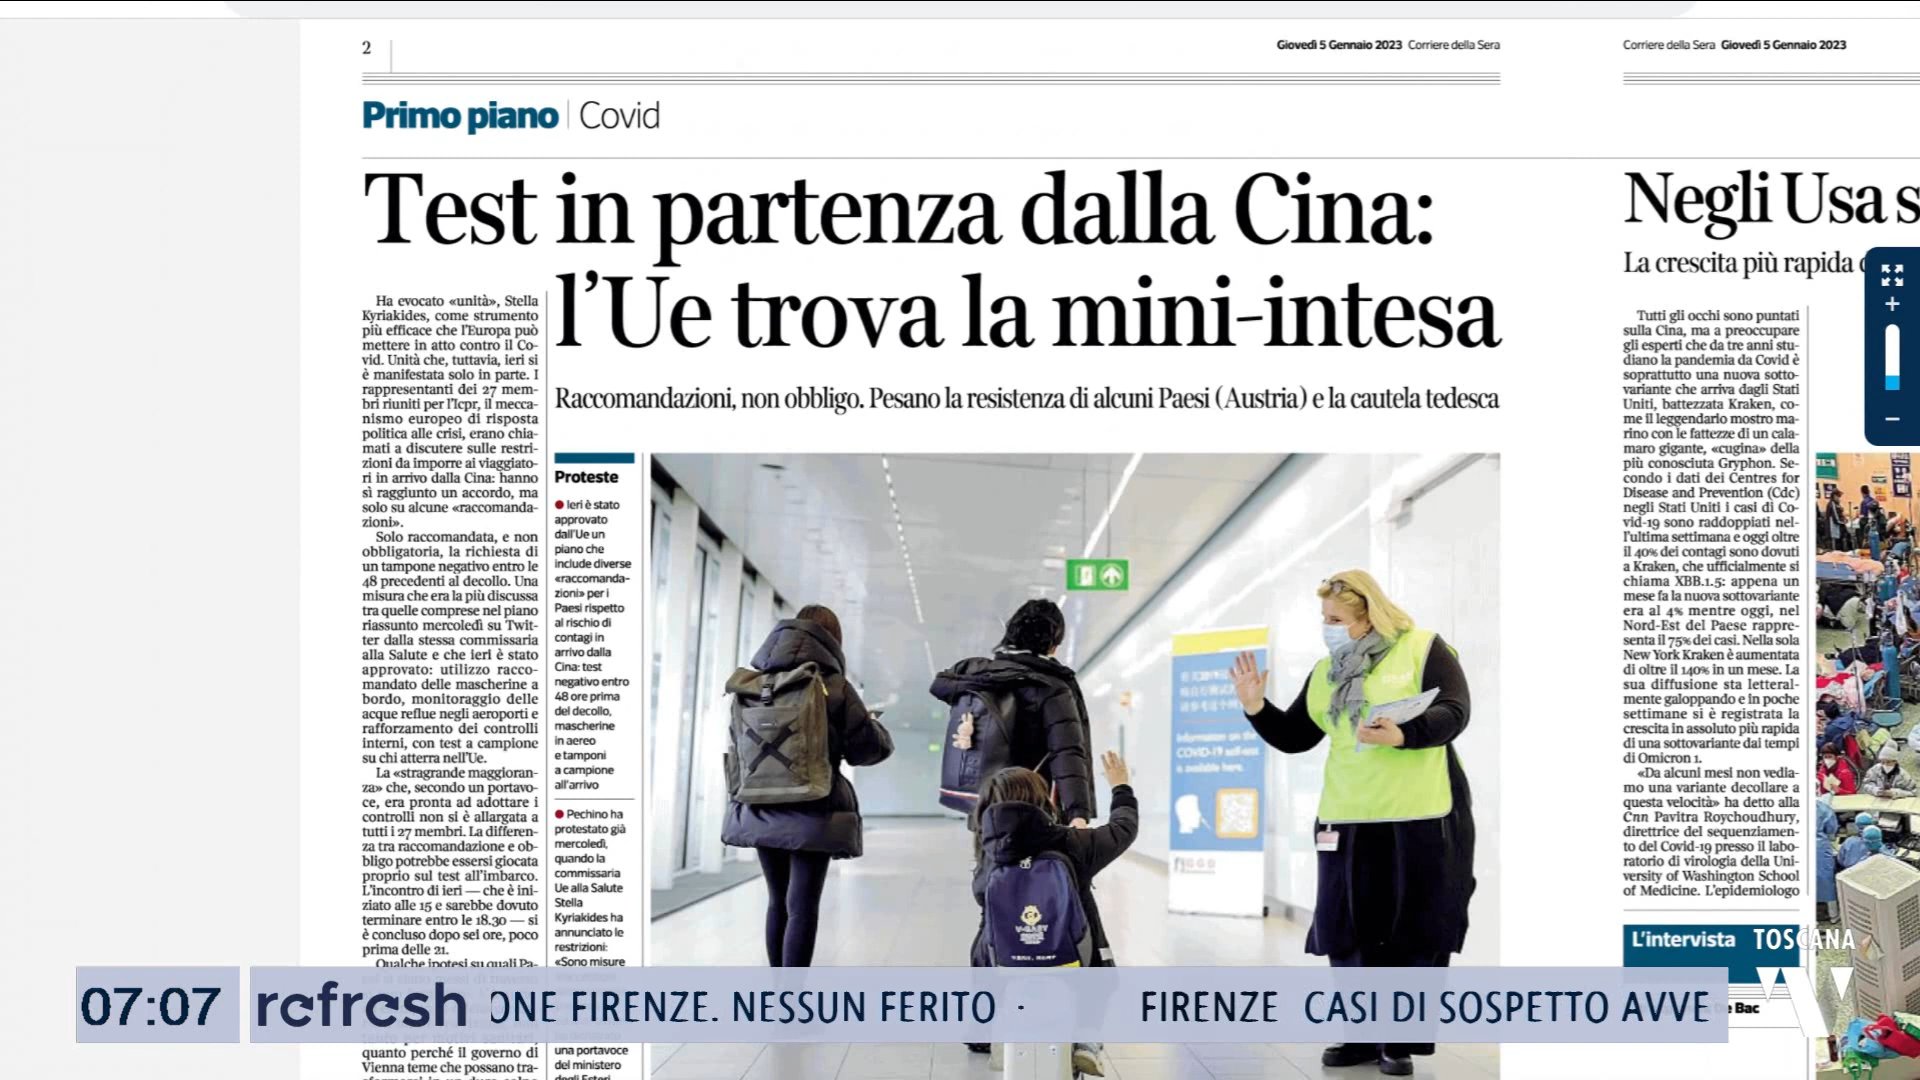 2
Giovedì 5 Gennaio 2023 Corriere della Sera
Primo piano | Covid
Test in partenza dalla Cina:
l'Ue trova la mini-intesa
Raccomandazioni, non obbligo. Pesano la resistenza di alcuni Paesi (Austria) e la cautela tedesca
Ha evocato «unità», Stella
Kyriakides, come strumento
più efficace che l'Europa può
mettere in atto contro il Co-
vid. Unità che, tuttavia, ieri si
è manifestata solo in parte. I
rappresentanti dei 27 mem-
bri riuniti per l'Icpr, il mecca-
nismo europeo di risposta
politica alle crisi, erano chia-
mati a discutere sulle restri-
zioni da imporre ai viaggiato-
ri in arrivo dalla Cina: hanno
sì raggiunto un accordo, ma
solo su alcune «raccomanda-
zioni».
Solo raccomandata, e non
obbligatoria, la richiesta di
un tampone negativo entro le
48 precedenti al decollo. Una
misura che era la più discussa
tra quelle comprese nel piano
riassunto mercoledì su Twit-
ter dalla stessa commissaria
alla Salute e che ieri è stato
approvato: utilizzo racco-
mandato delle mascherine a
bordo, monitoraggio delle
acque reflue negli aeroporti e
rafforzamento dei controlli
interni, con test a campione
su chi atterra nell'Ue.
La «stragrande maggioran-
za» che, secondo un portavo-
ce, era pronta ad adottare i
controlli non si è allargata a
tutti i 27 membri. La differen-
za tra raccomandazione e ob-
bligo potrebbe essersi giocata
proprio sul test all'imbarco.
L'incontro di ieri — che è ini-
ziato alle 15 e sarebbe dovuto
terminare entro le 18.30 — si
è concluso dopo sei ore, poco
prima delle 21.
Qualche ipotesi su quali Pa-
quanto perché il governo di
Vienna teme che possano tra-
Proteste
● Ieri è stato
approvato
dall'Ue un
piano che
include diverse
«raccomanda-
zioni» per i
Paesi rispetto
al rischio di
contagi in
arrivo dalla
Cina: test
negativo entro
48 ore prima
del decollo,
mascherine
in aereo
e tamponi
a campione
all'arrivo
● Pechino ha
protestato già
mercoledì,
quando la
commissaria
Ue alla Salute
Stella
Kyriakides ha
annunciato le
restrizioni:
«Sono misure
una portavoce
del ministero
degli Esteri
Information on the
COVID-19 self-test
is available here.
Corriere della Sera Giovedì 5 Gennaio 2023
Negli Usa s
La crescita più rapida
Tutti gli occhi sono puntati
sulla Cina, ma a preoccupare
gli esperti che da tre anni stu-
diano la pandemia da Covid è
soprattutto una nuova sotto-
variante che arriva dagli Stati
Uniti, battezzata Kraken, co-
me il leggendario mostro ma-
rino con le fattezze di un cala-
maro gigante, «cugina» della
più conosciuta Gryphon. Se-
condo i dati dei Centres for
Disease and Prevention (Cdc)
negli Stati Uniti i casi di Co-
vid-19 sono raddoppiati nel-
l'ultima settimana e oggi oltre
il 40% dei contagi sono dovuti
a Kraken, che ufficialmente si
chiama XBB.1.5: appena un
mese fa la nuova sottovariante
era al 4% mentre oggi, nel
Nord-Est del Paese rappre-
senta il 75% dei casi. Nella sola
New York Kraken è aumentata
di oltre il 140% in un mese. La
sua diffusione sta letteral-
mente galoppando e in poche
settimane si è registrata la
crescita in assoluto più rapida
di una sottovariante dai tempi
di Omicron 1.
«Da alcuni mesi non vedia-
mo una variante decollare a
questa velocità» ha detto alla
Cnn Pavitra Roychoudhury,
direttrice del sequenziamen-
to del Covid-19 presso il labo-
ratorio di virologia della Uni-
versity of Washington School
of Medicine. L'epidemiologo
L'intervista
TOSCANA
De Bac
07:07
refresh
ONE FIRENZE. NESSUN FERITO · FIRENZE CASI DI SOSPETTO AVVE